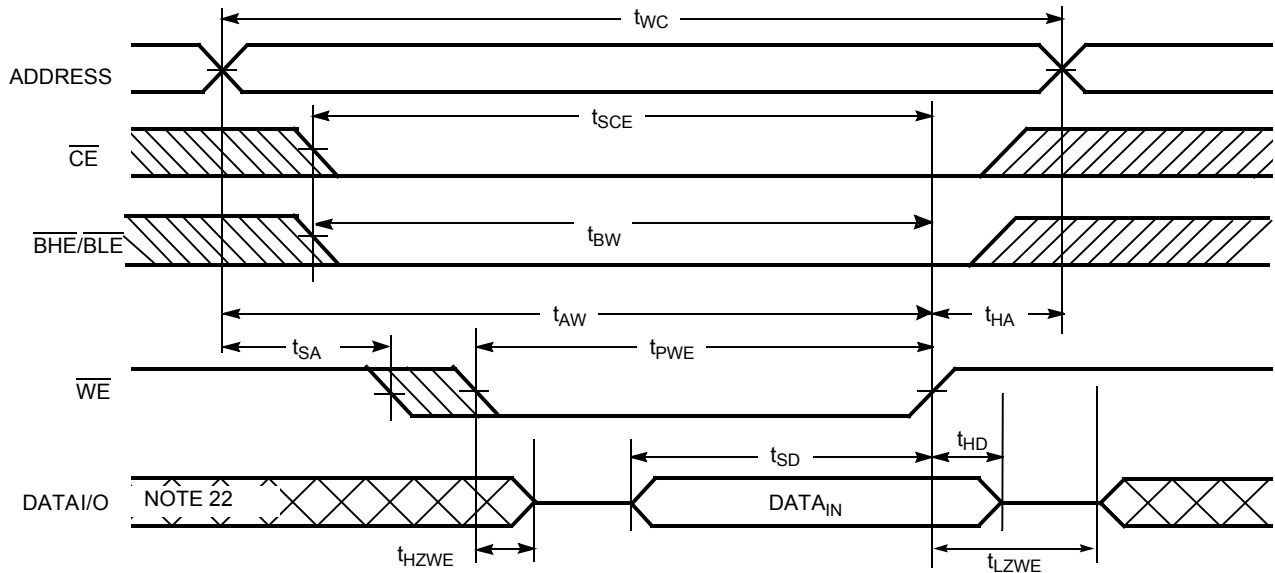 tWC
ADDRESS
tSCE
CE
tBW
BHE/BLE
tAW
tHA
tSA
tPWE
WE
tHD
tSD
DATAI/O
NOTE 22
DATAIN
tHZWE
tLZWE